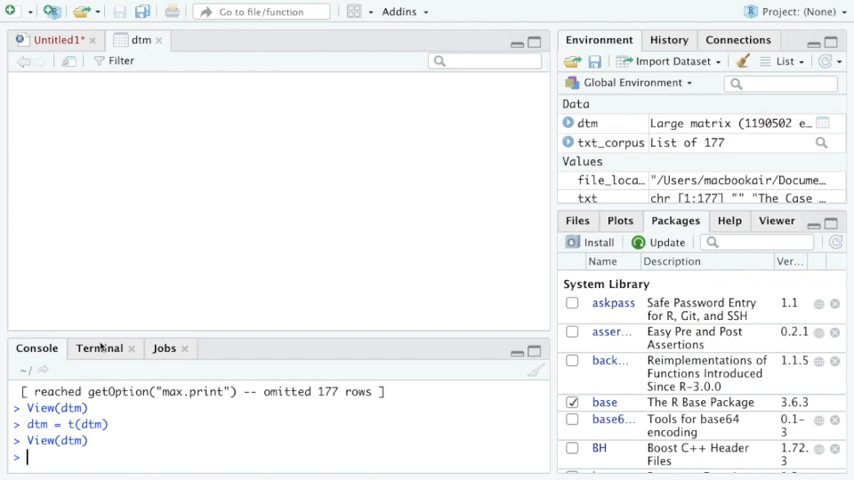 Go to file/function
Addins
Project: (None)
Untitled1*
dtm
Filter
Console
Terminal
Jobs
~/
[ reached getOption("max.print") -- omitted 177 rows ]
> View(dtm)
> dtm = t(dtm)
> View(dtm)
>
Environment
History
Connections
Import Dataset
List
Global Environment
Data
dtm Large matrix (1190502 e…
txt_corpus List of 177
Values
file_loca… "/Users/macbookair/Docume…
txt chr [1:177] "" "The Case …
Files
Plots
Packages
Help
Viewer
Install
Update
Name Description Ver…
System Library
askpass Safe Password Entry 1.1
for R, Git, and SSH
asser… Easy Pre and Post 0.2.1
Assertions
back… Reimplementations of 1.1.5
Functions Introduced
Since R-3.0.0
base The R Base Package 3.6.3
base6… Tools for base64 0.1-
encoding 3
BH Boost C++ Header 1.72.
Files 3